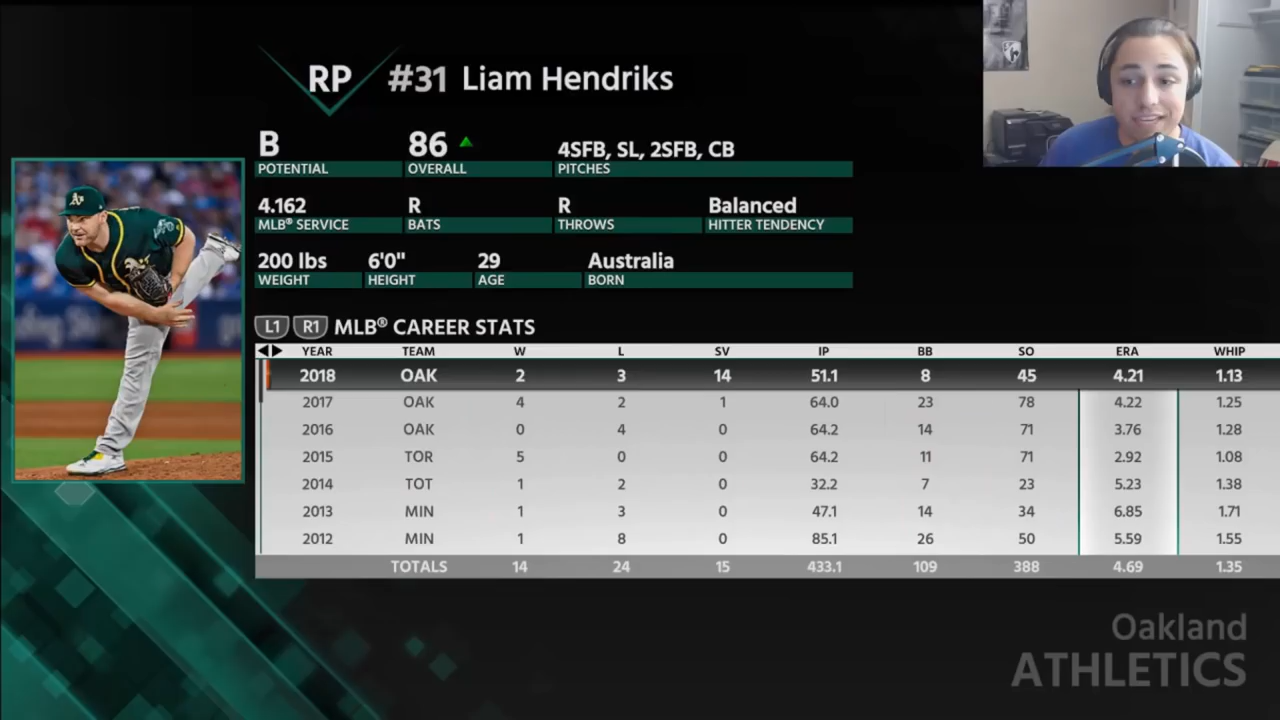 RP #31 Liam Hendriks
B 86 4SFB, SL, 2SFB, CB
POTENTIAL OVERALL PITCHES
4.162 R R Balanced
MLB® SERVICE BATS THROWS HITTER TENDENCY
200 lbs 6'0" 29 Australia
WEIGHT HEIGHT AGE BORN
L1 R1 MLB® CAREER STATS
YEAR TEAM W L SV IP BB SO ERA WHIP
2018 OAK 2 3 14 51.1 8 45 4.21 1.13
2017 OAK 4 2 1 64.0 23 78 4.22 1.25
2016 OAK 0 4 0 64.2 14 71 3.76 1.28
2015 TOR 5 0 0 64.2 11 71 2.92 1.08
2014 TOT 1 2 0 32.2 7 23 5.23 1.38
2013 MIN 1 3 0 47.1 14 34 6.85 1.71
2012 MIN 1 8 0 85.1 26 50 5.59 1.55
TOTALS 14 24 15 433.1 109 388 4.69 1.35
Oakland
ATHLETICS